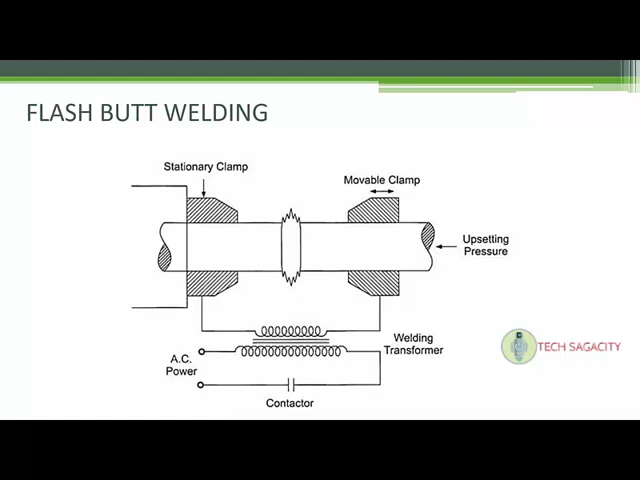 FLASH BUTT WELDING
Stationary Clamp
Movable Clamp
Upsetting
Pressure
Welding
Transformer
A.C.
Power
Contactor
TECH SAGACITY